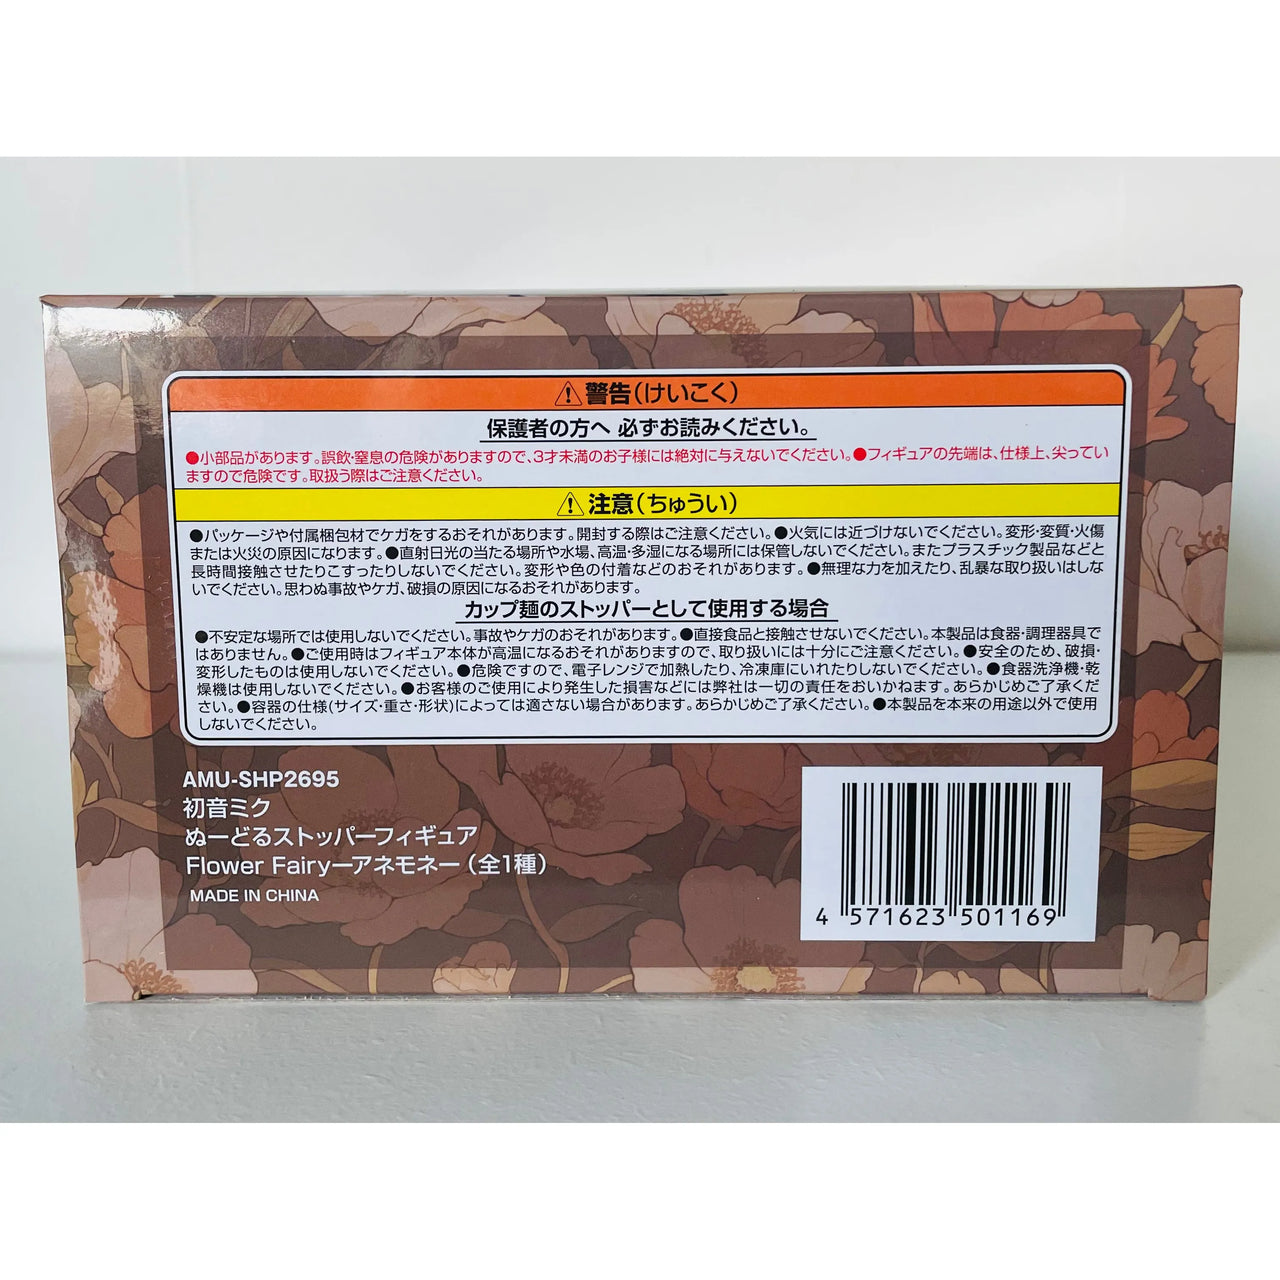 ⚠警告(けいこく)
保護者の方へ 必ずお読みください。
●小部品があります。誤飲・窒息の危険がありますので、3才未満のお子様には絶対に与えないでください。●フィギュアの先端は、仕様上、尖ってい
ますので危険です。取扱う際はご注意ください。
⚠注意(ちゅうい)
●パッケージや付属梱包材でケガをするおそれがあります。開封する際はご注意ください。●火気には近づけないでください。変形・変質・火傷
または火災の原因になります。●直射日光の当たる場所や水場、高温・多湿になる場所には保管しないでください。またプラスチック製品などと
長時間接触させたりこすったりしないでください。変形や色の付着などのおそれがあります。●無理な力を加えたり、乱暴な取り扱いはしな
いでください。思わぬ事故やケガ、破損の原因になるおそれがあります。
カップ麺のストッパーとして使用する場合
●不安定な場所では使用しないでください。事故やケガのおそれがあります。●直接食品と接触させないでください。本製品は食器・調理器具で
はありません。●ご使用時はフィギュア本体が高温になるおそれがありますので、取り扱いには十分にご注意ください。●安全のため、破損・
変形したものは使用しないでください。●危険ですので、電子レンジで加熱したり、冷凍庫にいれたりしないでください。●食器洗浄機・乾
燥機は使用しないでください。●お客様のご使用により発生した損害などには弊社は一切の責任をおいかねます。あらかじめご了承くださ
い。●容器の仕様(サイズ・重さ・形状)によっては適さない場合があります。あらかじめご了承ください。●本製品を本来の用途以外で使用
しないでください。
AMU-SHP2695
初音ミク
ぬーどるストッパーフィギュア
Flower Fairyーアネモネー(全1種)
MADE IN CHINA
4 571623 501169